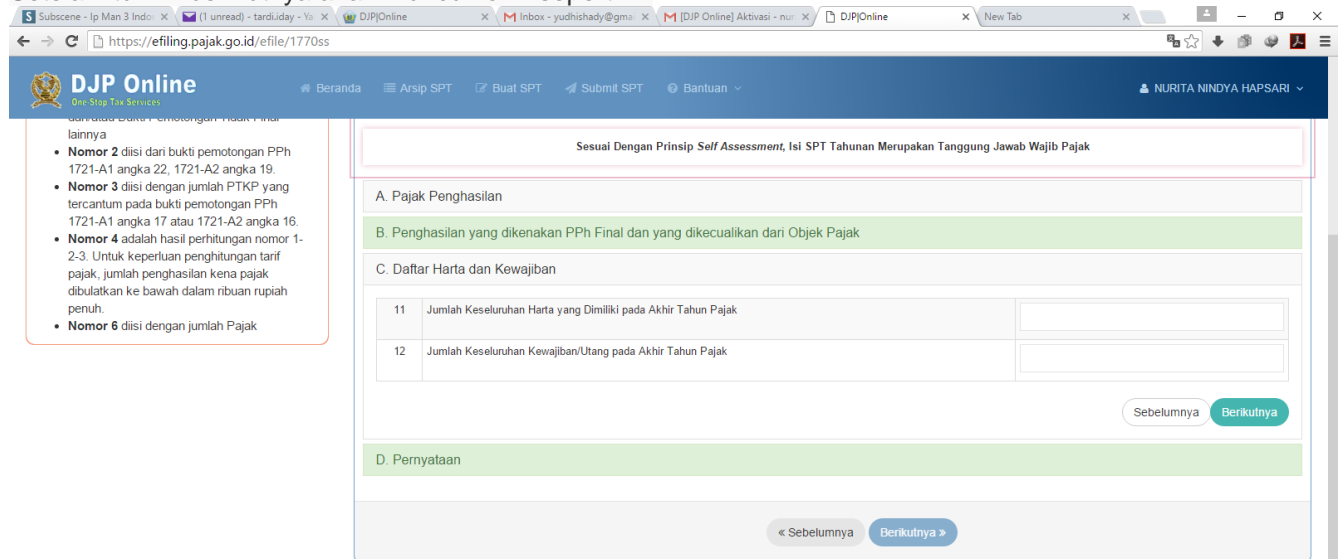 Subscene - Ip Man 3 Indo
(1 unread) - tardi.iday - Ya
DJP|Online
Inbox - yudhishady@gmai
[DJP Online] Aktivasi - nur
DJP|Online
New Tab
https://efiling.pajak.go.id/efile/1770ss
DJP Online
One-Stop Tax Services
Beranda
Arsip SPT
Buat SPT
Submit SPT
Bantuan
NURITA NINDYA HAPSARI
lainnya
• Nomor 2 diisi dari bukti pemotongan PPh
1721-A1 angka 22, 1721-A2 angka 19.
• Nomor 3 diisi dengan jumlah PTKP yang
tercantum pada bukti pemotongan PPh
1721-A1 angka 17 atau 1721-A2 angka 16.
• Nomor 4 adalah hasil perhitungan nomor 1-
2-3. Untuk keperluan penghitungan tarif
pajak, jumlah penghasilan kena pajak
dibulatkan ke bawah dalam ribuan rupiah
penuh.
• Nomor 6 diisi dengan jumlah Pajak
Sesuai Dengan Prinsip Self Assessment, Isi SPT Tahunan Merupakan Tanggung Jawab Wajib Pajak
A. Pajak Penghasilan
B. Penghasilan yang dikenakan PPh Final dan yang dikecualikan dari Objek Pajak
C. Daftar Harta dan Kewajiban
11 Jumlah Keseluruhan Harta yang Dimiliki pada Akhir Tahun Pajak
12 Jumlah Keseluruhan Kewajiban/Utang pada Akhir Tahun Pajak
Sebelumnya Berikutnya
D. Pernyataan
« Sebelumnya Berikutnya »